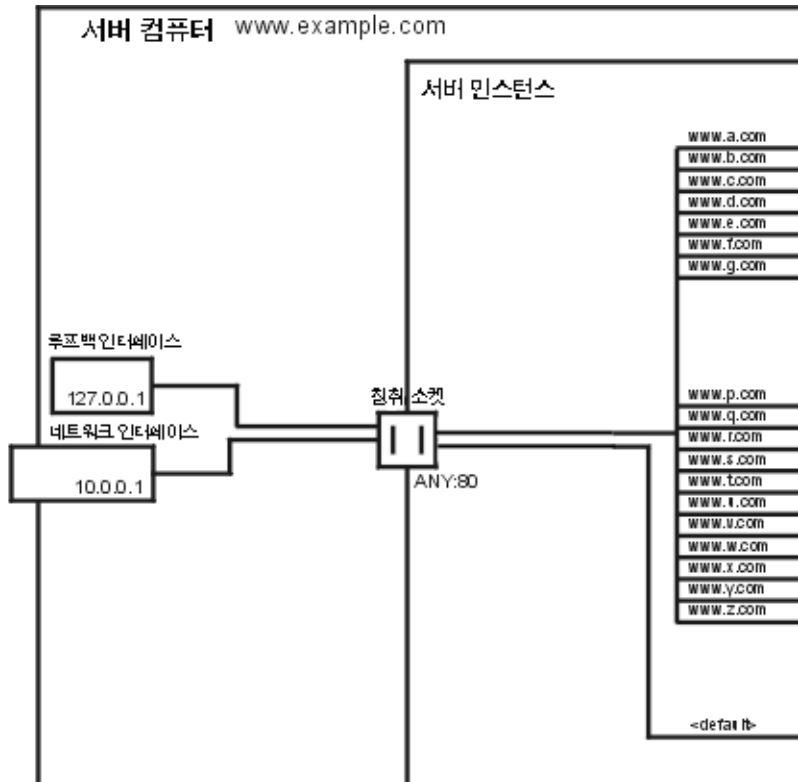 서버 컴퓨터 www.example.com
서버 인스턴스
www.a.com
www.b.com
www.c.com
www.d.com
www.e.com
www.f.com
www.g.com
루프백 인터페이스
127.0.0.1
네트워크 인터페이스
10.0.0.1
청취 소켓
ANY:80
www.p.com
www.q.com
www.r.com
www.s.com
www.t.com
www.u.com
www.v.com
www.w.com
www.x.com
www.y.com
www.z.com
<default>